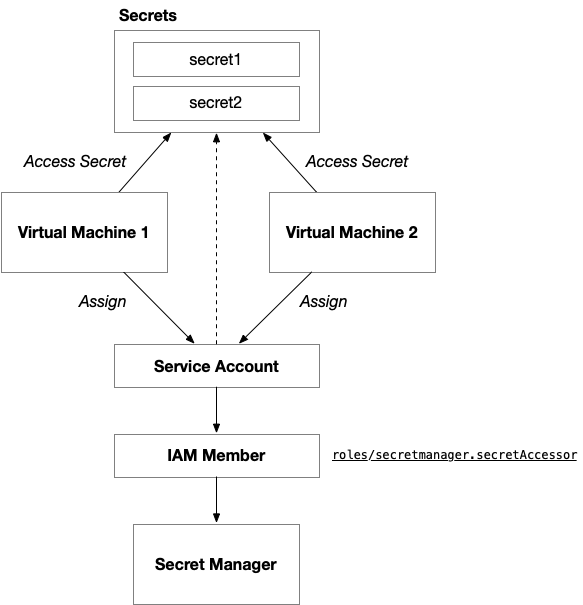 Secrets
secret1
secret2
Access Secret
Access Secret
Virtual Machine 1
Virtual Machine 2
Assign
Assign
Service Account
IAM Member
roles/secretmanager.secretAccessor
Secret Manager